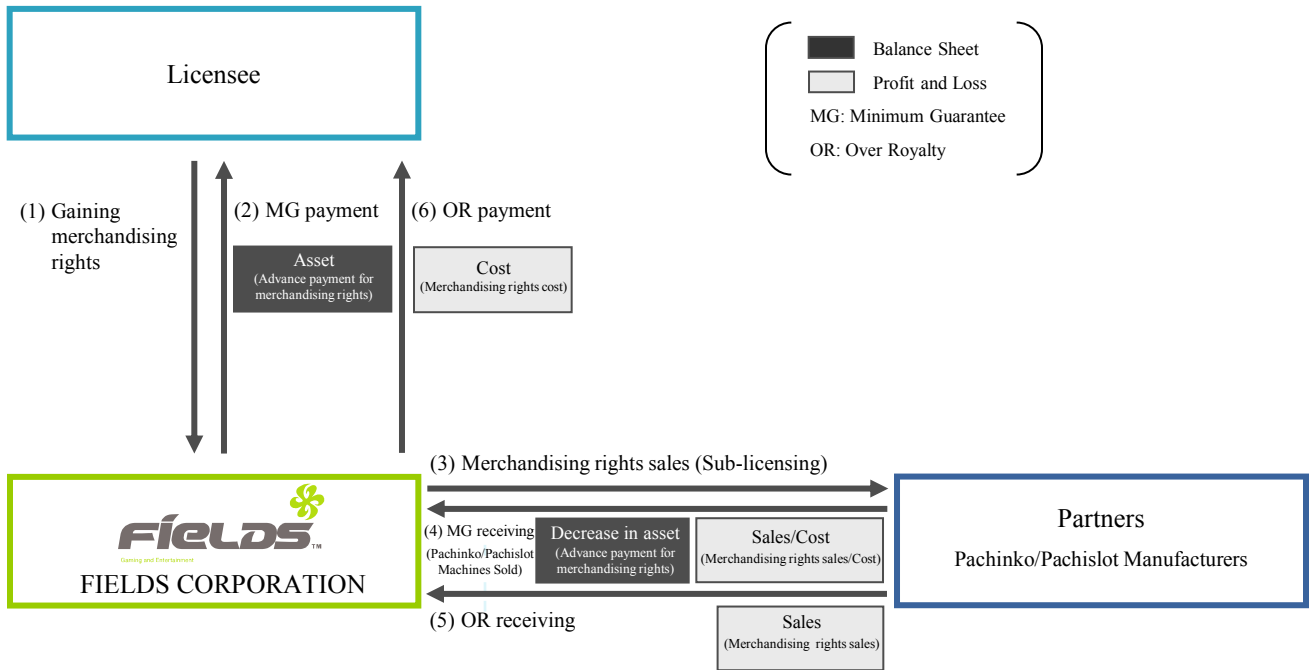 Licensee
Balance Sheet
Profit and Loss
MG: Minimum Guarantee
OR: Over Royalty
(1) Gaining
merchandising
rights
(2) MG payment
(6) OR payment
Asset
(Advance payment for
merchandising rights)
Cost
(Merchandising rights cost)
(3) Merchandising rights sales (Sub-licensing)
FIELDS™
Gaming and Entertainment
FIELDS CORPORATION
(4) MG receiving
(Pachinko/Pachislot
Machines Sold)
Decrease in asset
(Advance payment for
merchandising rights)
Sales/Cost
(Merchandising rights sales/Cost)
Partners
Pachinko/Pachislot Manufacturers
(5) OR receiving
Sales
(Merchandising rights sales)